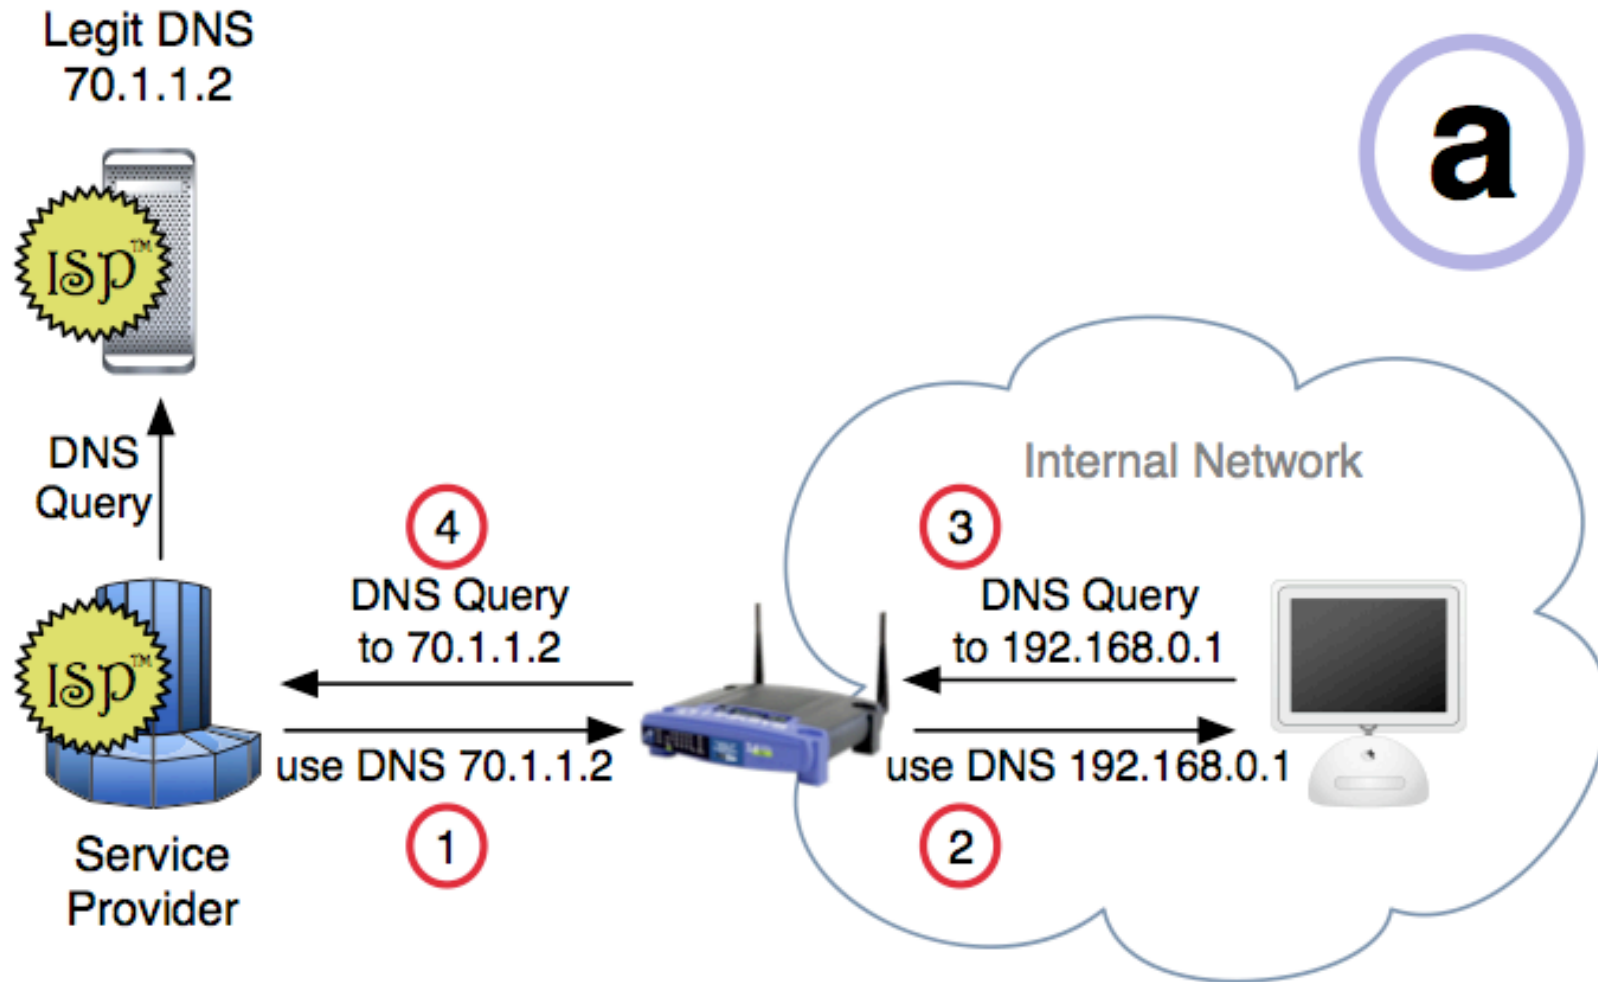 Legit DNS
70.1.1.2
a
ISP™
DNS
Query
Internal Network
4
DNS Query
to 70.1.1.2
3
DNS Query
to 192.168.0.1
ISP™
use DNS 70.1.1.2
use DNS 192.168.0.1
1
2
Service
Provider